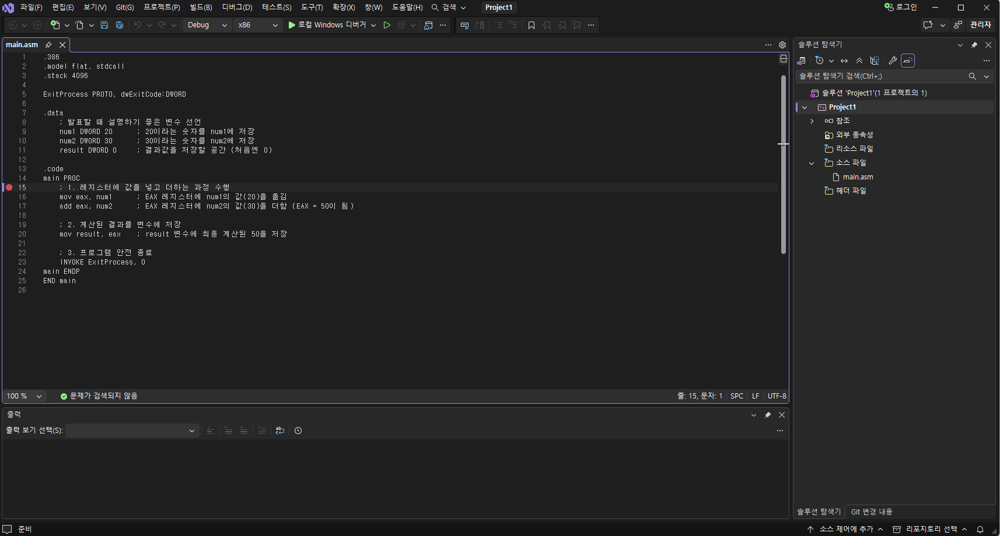 파일(F) 편집(E) 보기(V) Git(G) 프로젝트(P) 빌드(B) 디버그(D) 테스트(S) 도구(T) 확장(X) 창(W) 도움말(H) 검색 Project1 로그인
Debug x86 로컬 Windows 디버거 관리자
main.asm
1 .386
2 .model flat, stdcall
3 .stack 4096
4
5 ExitProcess PROTO, dwExitCode:DWORD
6
7 .data
8 ; 발표할 때 설명하기 좋은 변수 선언
9 num1 DWORD 20 ; 20이라는 숫자를 num1에 저장
10 num2 DWORD 30 ; 30이라는 숫자를 num2에 저장
11 result DWORD 0 ; 결과값을 저장할 공간 (처음엔 0)
12
13 .code
14 main PROC
15 ; 1. 레지스터에 값을 넣고 더하는 과정 수행
16 mov eax, num1 ; EAX 레지스터에 num1의 값(20)을 옮김
17 add eax, num2 ; EAX 레지스터에 num2의 값(30)을 더함 (EAX = 50이 됨)
18
19 ; 2. 계산된 결과를 변수에 저장
20 mov result, eax ; result 변수에 최종 계산된 50을 저장
21
22 ; 3. 프로그램 안전 종료
23 INVOKE ExitProcess, 0
24 main ENDP
25 END main
26
100 % 문제가 검색되지 않음 줄: 15, 문자: 1 SPC LF UTF-8
출력
출력 보기 선택(S):
솔루션 탐색기
솔루션 탐색기 검색(Ctrl+;)
솔루션 'Project1'(1 프로젝트의 1)
Project1
참조
외부 종속성
리소스 파일
소스 파일
main.asm
헤더 파일
솔루션 탐색기 Git 변경 내용
준비 소스 제어에 추가 리포지토리 선택